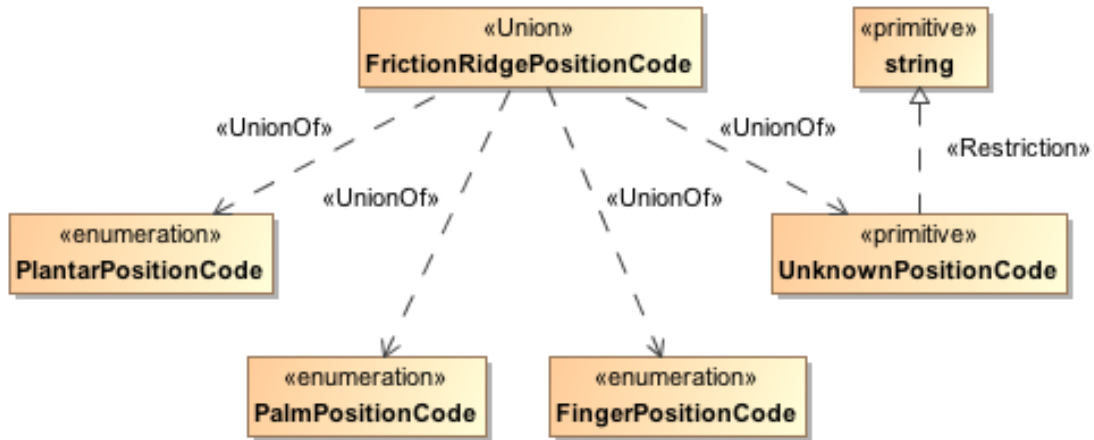 «Union»
FrictionRidgePositionCode
«primitive»
string
«UnionOf»
«UnionOf»
«Restriction»
«UnionOf»
«UnionOf»
«enumeration»
PlantarPositionCode
«primitive»
UnknownPositionCode
«enumeration»
PalmPositionCode
«enumeration»
FingerPositionCode